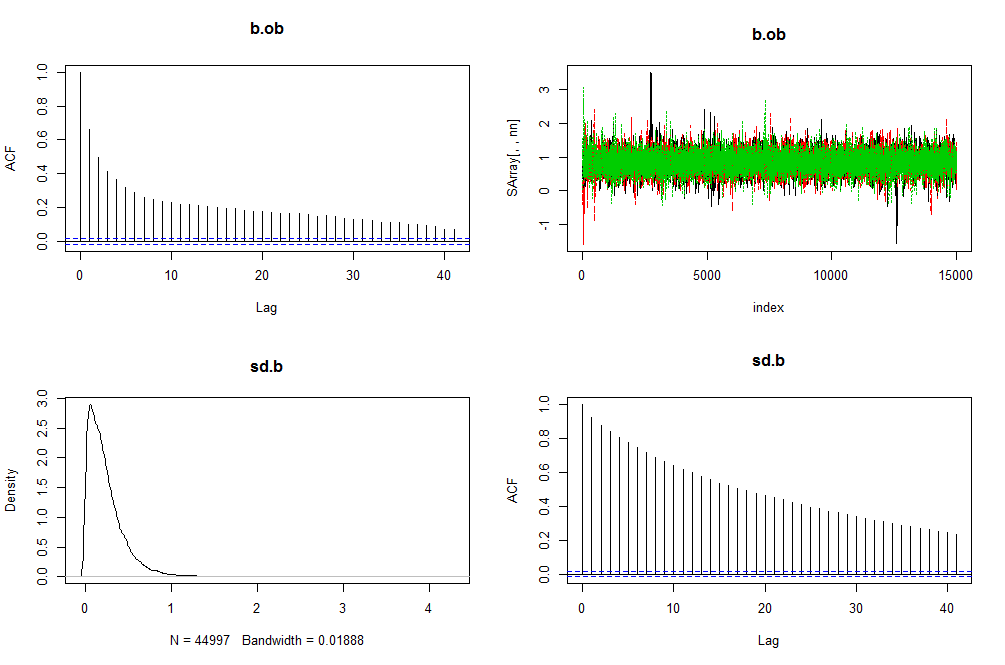 b.ob
ACF
1.0
0.8
0.6
0.4
0.2
0.0
0 10 20 30 40
Lag
b.ob
SArray[, , nn]
3
2
1
0
-1
0 5000 10000 15000
index
sd.b
Density
3.0
2.5
2.0
1.5
1.0
0.5
0.0
0 1 2 3 4
N = 44997 Bandwidth = 0.01888
sd.b
ACF
1.0
0.8
0.6
0.4
0.2
0.0
0 10 20 30 40
Lag